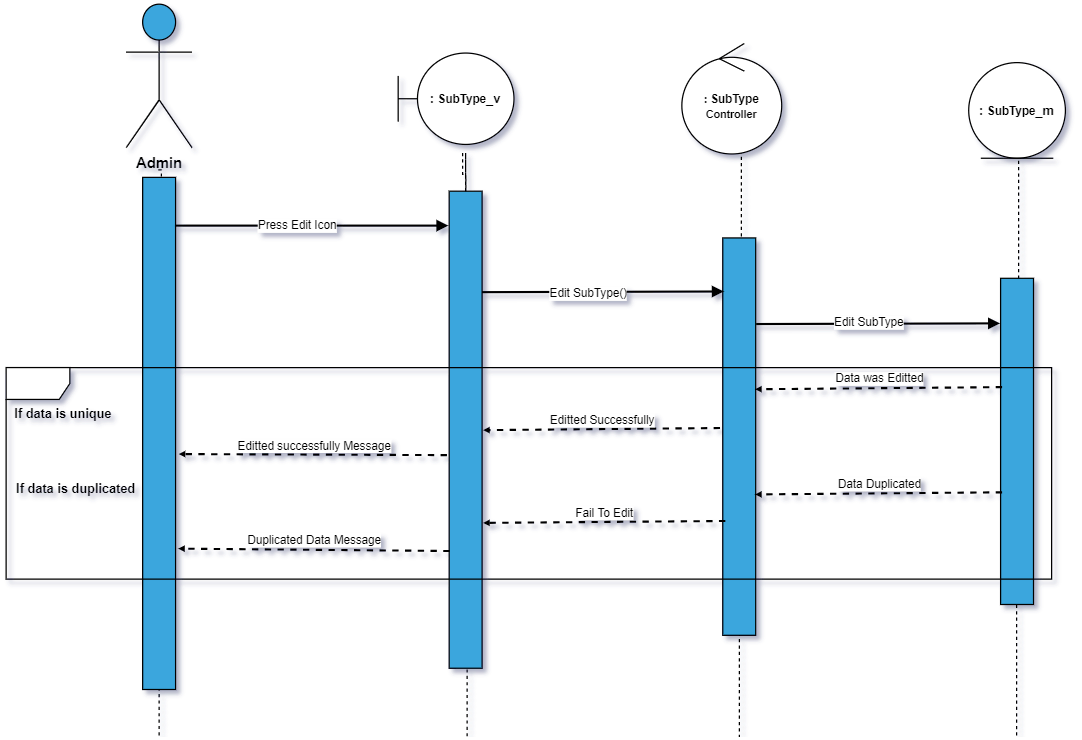 : SubType_v
: SubType
Controller
: SubType_m
Admin
Press Edit Icon
Edit SubType()
Edit SubType
Data was Editted
If data is unique
Editted Successfully
Editted successfully Message
If data is duplicated
Data Duplicated
Fail To Edit
Duplicated Data Message